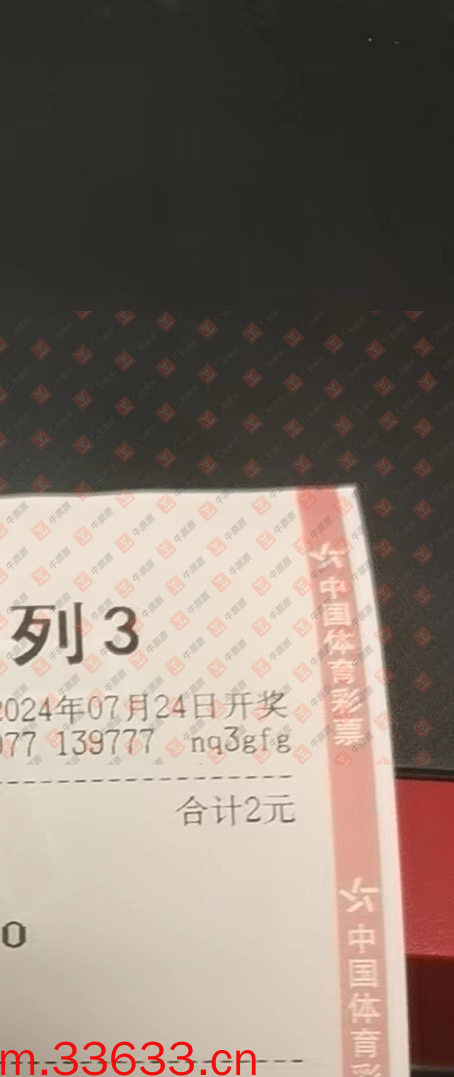 列3
2024年07月24日开奖
077 139777 nq3gfg
合计2元
0
中国体育彩票
中国体育彩
m.33633.cn